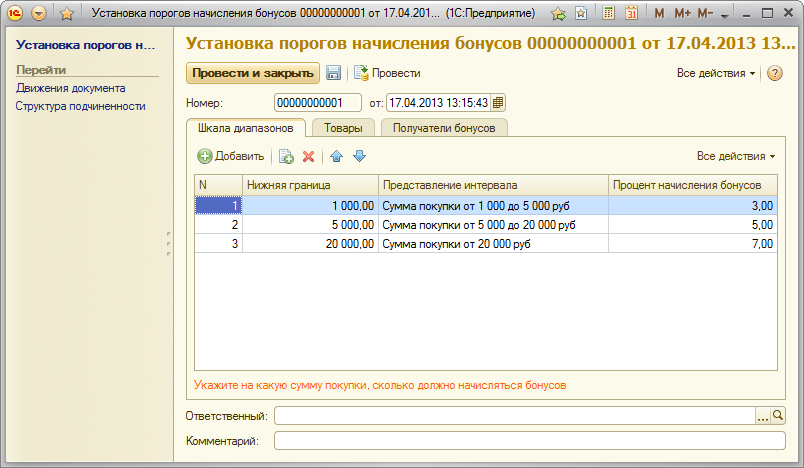 Установка порогов начисления бонусов 00000000001 от 17.04.201... (1С:Предприятие)
M M+ M-
Установка порогов н...
Перейти
Движения документа
Структура подчиненности
Установка порогов начисления бонусов 00000000001 от 17.04.2013 13...
Провести и закрыть Провести Все действия
Номер: 00000000001 от: 17.04.2013 13:15:43
Шкала диапазонов Товары Получатели бонусов
Добавить Все действия
N Нижняя граница Представление интервала Процент начисления бонусов
1 1 000,00 Сумма покупки от 1 000 до 5 000 руб 3,00
2 5 000,00 Сумма покупки от 5 000 до 20 000 руб 5,00
3 20 000,00 Сумма покупки от 20 000 руб 7,00
Укажите на какую сумму покупки, сколько должно начисляться бонусов
Ответственный: ...
Комментарий: